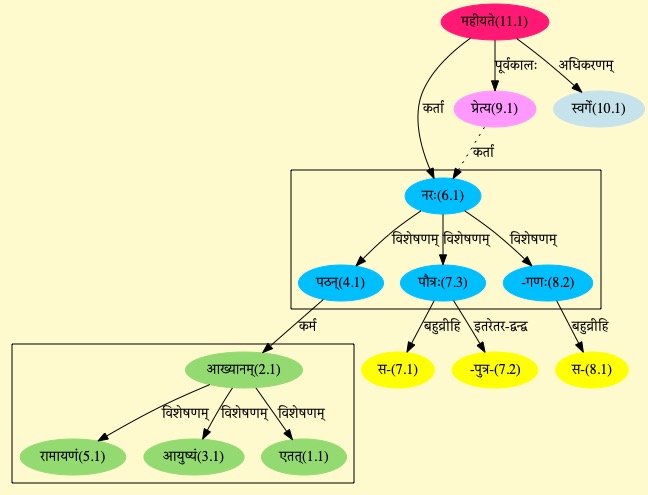 महीयते(11.1)
पूर्वकालः अधिकरणम्
कर्ता प्रेत्य(9.1) स्वर्गे(10.1)
कर्ता
नरः(6.1)
विशेषणम् विशेषणम् विशेषणम्
पठन्(4.1) पौत्रः(7.3) -गणः(8.2)
कर्म बहुव्रीहि इतरेतर-द्वन्द्व बहुव्रीहि
आख्यानम्(2.1) स-(7.1) -पुत्र-(7.2) स-(8.1)
विशेषणम् विशेषणम् विशेषणम्
रामायणं(5.1) आयुष्यं(3.1) एतत्(1.1)